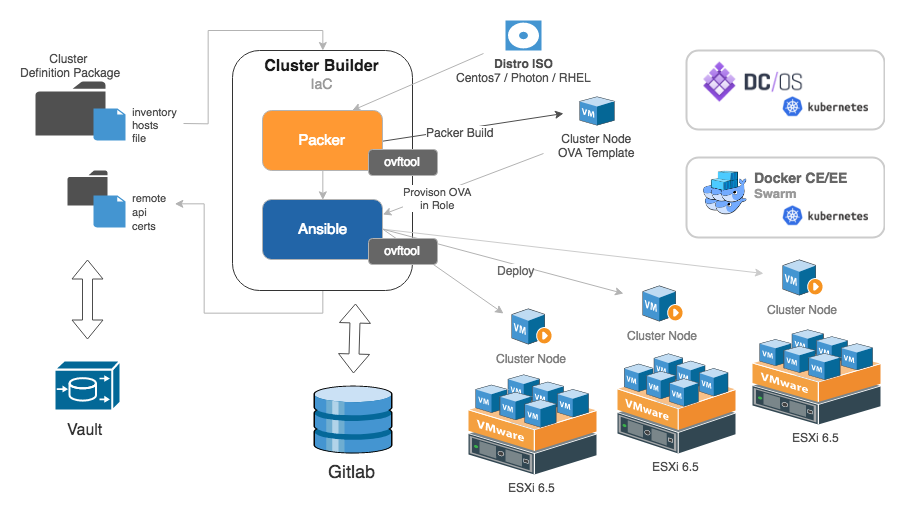 Cluster
Definition Package
inventory
hosts
file
remote
api
certs
Vault
Cluster Builder
IaC
Packer
ovftool
Ansible
ovftool
Gitlab
Distro ISO
Centos7 / Photon / RHEL
Packer Build
VM
Cluster Node
OVA Template
Provison OVA
in Role
Deploy
DC/OS
kubernetes
Docker CE/EE
Swarm
kubernetes
VM
Cluster Node
VM
Cluster Node
VM
Cluster Node
VM
VM
VM
VM
VM
VM
VMware
ESXi 6.5
VM
VM
VM
VM
VM
VM
VMware
ESXi 6.5
VM
VM
VM
VM
VM
VM
VMware
ESXi 6.5